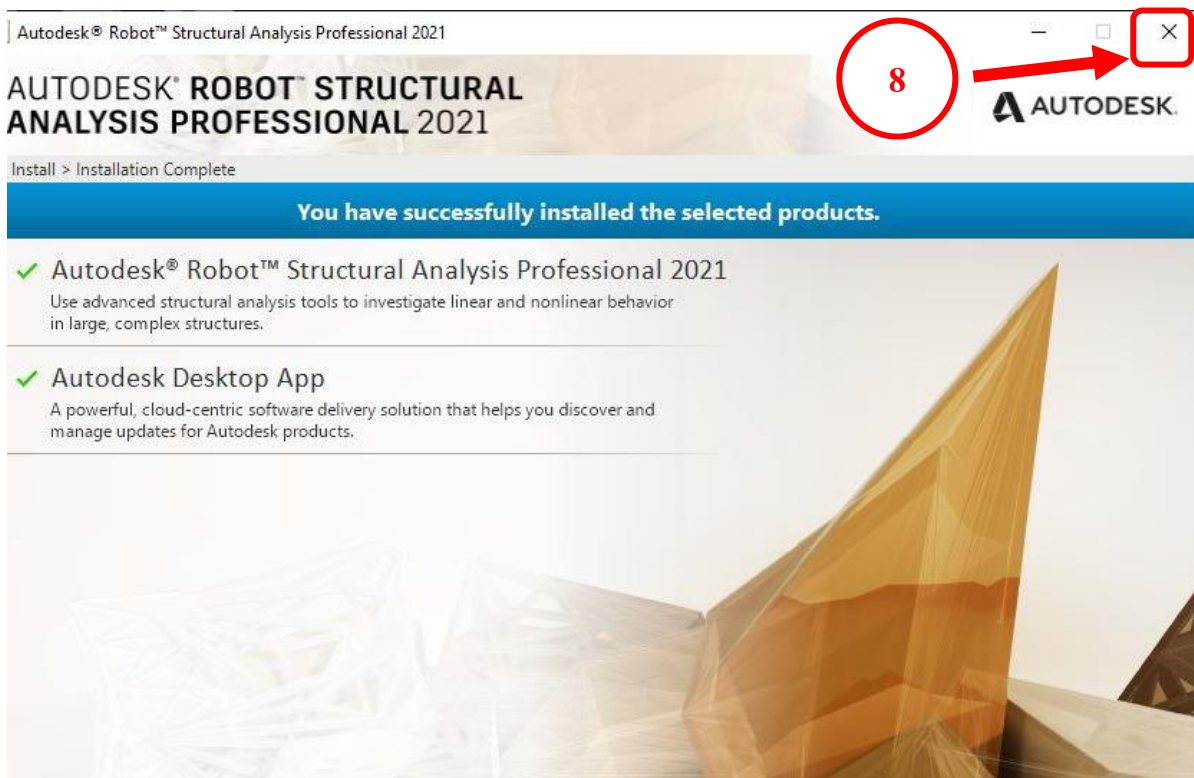 Autodesk® Robot™ Structural Analysis Professional 2021
8
AUTODESK® ROBOT™ STRUCTURAL
ANALYSIS PROFESSIONAL 2021
AUTODESK.
Install > Installation Complete
You have successfully installed the selected products.
Autodesk® Robot™ Structural Analysis Professional 2021
Use advanced structural analysis tools to investigate linear and nonlinear behavior
in large, complex structures.
Autodesk Desktop App
A powerful, cloud-centric software delivery solution that helps you discover and
manage updates for Autodesk products.